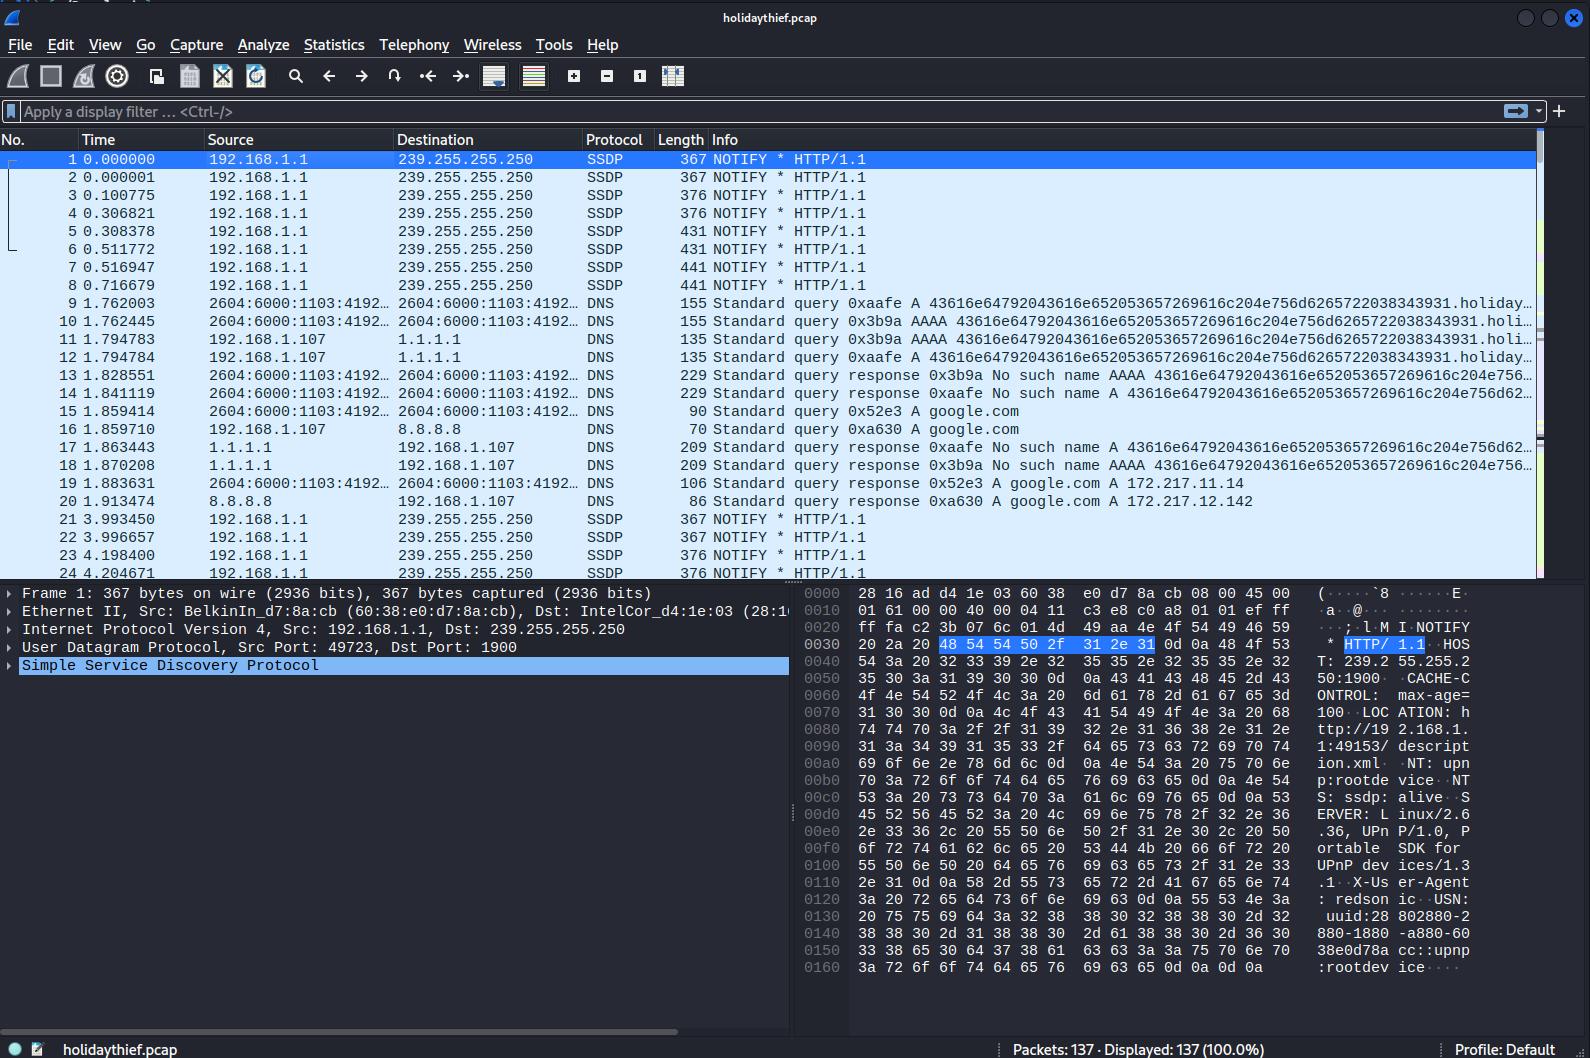 holidaythief.pcap
File Edit View Go Capture Analyze Statistics Telephony Wireless Tools Help
Apply a display filter … <Ctrl-/>
No. Time Source Destination Protocol Length Info
1 0.000000 192.168.1.1 239.255.255.250 SSDP 367 NOTIFY * HTTP/1.1
2 0.000001 192.168.1.1 239.255.255.250 SSDP 367 NOTIFY * HTTP/1.1
3 0.100775 192.168.1.1 239.255.255.250 SSDP 376 NOTIFY * HTTP/1.1
4 0.306821 192.168.1.1 239.255.255.250 SSDP 376 NOTIFY * HTTP/1.1
5 0.308378 192.168.1.1 239.255.255.250 SSDP 431 NOTIFY * HTTP/1.1
6 0.511772 192.168.1.1 239.255.255.250 SSDP 431 NOTIFY * HTTP/1.1
7 0.516947 192.168.1.1 239.255.255.250 SSDP 441 NOTIFY * HTTP/1.1
8 0.716679 192.168.1.1 239.255.255.250 SSDP 441 NOTIFY * HTTP/1.1
9 1.762003 2604:6000:1103:4192… 2604:6000:1103:4192… DNS 155 Standard query 0xaafe A 43616e64792043616e652053657269616c204e756d6265722038343931.holiday…
10 1.762445 2604:6000:1103:4192… 2604:6000:1103:4192… DNS 155 Standard query 0x3b9a AAAA 43616e64792043616e652053657269616c204e756d6265722038343931.holi…
11 1.794783 192.168.1.107 1.1.1.1 DNS 135 Standard query 0x3b9a AAAA 43616e64792043616e652053657269616c204e756d6265722038343931.holi…
12 1.794784 192.168.1.107 1.1.1.1 DNS 135 Standard query 0xaafe A 43616e64792043616e652053657269616c204e756d6265722038343931.holiday…
13 1.828551 2604:6000:1103:4192… 2604:6000:1103:4192… DNS 229 Standard query response 0x3b9a No such name AAAA 43616e64792043616e652053657269616c204e756…
14 1.841119 2604:6000:1103:4192… 2604:6000:1103:4192… DNS 229 Standard query response 0xaafe No such name A 43616e64792043616e652053657269616c204e756d62…
15 1.859414 2604:6000:1103:4192… 2604:6000:1103:4192… DNS 90 Standard query 0x52e3 A google.com
16 1.859710 192.168.1.107 8.8.8.8 DNS 70 Standard query 0xa630 A google.com
17 1.863443 1.1.1.1 192.168.1.107 DNS 209 Standard query response 0xaafe No such name A 43616e64792043616e652053657269616c204e756d62…
18 1.870208 1.1.1.1 192.168.1.107 DNS 209 Standard query response 0x3b9a No such name AAAA 43616e64792043616e652053657269616c204e756…
19 1.883631 2604:6000:1103:4192… 2604:6000:1103:4192… DNS 106 Standard query response 0x52e3 A google.com A 172.217.11.14
20 1.913474 8.8.8.8 192.168.1.107 DNS 86 Standard query response 0xa630 A google.com A 172.217.12.142
21 3.993450 192.168.1.1 239.255.255.250 SSDP 367 NOTIFY * HTTP/1.1
22 3.996657 192.168.1.1 239.255.255.250 SSDP 367 NOTIFY * HTTP/1.1
23 4.198400 192.168.1.1 239.255.255.250 SSDP 376 NOTIFY * HTTP/1.1
24 4.204671 192.168.1.1 239.255.255.250 SSDP 376 NOTIFY * HTTP/1.1
Frame 1: 367 bytes on wire (2936 bits), 367 bytes captured (2936 bits)
Ethernet II, Src: BelkinIn_d7:8a:cb (60:38:e0:d7:8a:cb), Dst: IntelCor_d4:1e:03 (28:1
Internet Protocol Version 4, Src: 192.168.1.1, Dst: 239.255.255.250
User Datagram Protocol, Src Port: 49723, Dst Port: 1900
Simple Service Discovery Protocol
0000 28 16 ad d4 1e 03 60 38 e0 d7 8a cb 08 00 45 00 (·····`8 ······E·
0010 01 61 00 00 40 00 04 11 c3 e8 c0 a8 01 01 ef ff ·a··@··· ········
0020 ff fa c2 3b 07 6c 01 4d 49 aa 4e 4f 54 49 46 59 ···;·l·M I·NOTIFY
0030 20 2a 20 48 54 54 50 2f 31 2e 31 0d 0a 48 4f 53 * HTTP/ 1.1··HOS
0040 54 3a 20 32 33 39 2e 32 35 35 2e 32 35 35 2e 32 T: 239.2 55.255.2
0050 35 30 3a 31 39 30 30 0d 0a 43 41 43 48 45 2d 43 50:1900· ·CACHE-C
0060 4f 4e 54 52 4f 4c 3a 20 6d 61 78 2d 61 67 65 3d ONTROL: max-age=
0070 31 30 30 0d 0a 4c 4f 43 41 54 49 4f 4e 3a 20 68 100··LOC ATION: h
0080 74 74 70 3a 2f 2f 31 39 32 2e 31 36 38 2e 31 2e ttp://19 2.168.1.
0090 31 3a 34 39 31 35 33 2f 64 65 73 63 72 69 70 74 1:49153/ descript
00a0 69 6f 6e 2e 78 6d 6c 0d 0a 4e 54 3a 20 75 70 6e ion.xml· ·NT: upn
00b0 70 3a 72 6f 6f 74 64 65 76 69 63 65 0d 0a 4e 54 p:rootde vice··NT
00c0 53 3a 20 73 73 64 70 3a 61 6c 69 76 65 0d 0a 53 S: ssdp: alive··S
00d0 45 52 56 45 52 3a 20 4c 69 6e 75 78 2f 32 2e 36 ERVER: L inux/2.6
00e0 2e 33 36 2c 20 55 50 6e 50 2f 31 2e 30 2c 20 50 .36, UPn P/1.0, P
00f0 6f 72 74 61 62 6c 65 20 53 44 4b 20 66 6f 72 20 ortable SDK for
0100 55 50 6e 50 20 64 65 76 69 63 65 73 2f 31 2e 33 UPnP dev ices/1.3
0110 2e 31 0d 0a 58 2d 55 73 65 72 2d 41 67 65 6e 74 .1··X-Us er-Agent
0120 3a 20 72 65 64 73 6f 6e 69 63 0d 0a 55 53 4e 3a : redson ic··USN:
0130 20 75 75 69 64 3a 32 38 38 30 32 38 38 30 2d 32 uuid:28 802880-2
0140 38 38 30 2d 31 38 38 30 2d 61 38 38 30 2d 36 30 880-1880 -a880-60
0150 33 38 65 30 64 37 38 61 63 63 3a 3a 75 70 6e 70 38e0d78a cc::upnp
0160 3a 72 6f 6f 74 64 65 76 69 63 65 0d 0a 0d 0a :rootdev ice····
holidaythief.pcap Packets: 137 · Displayed: 137 (100.0%) Profile: Default